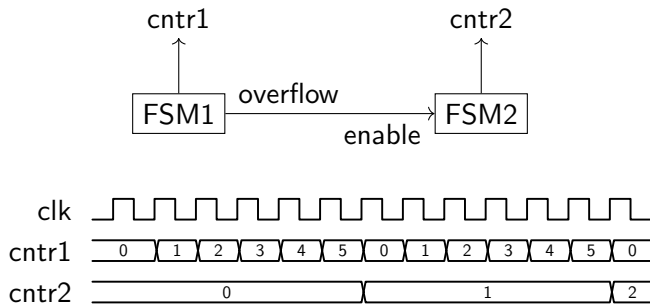 cntr1 cntr2
FSM1 overflow enable FSM2
clk
cntr1 0 1 2 3 4 5 0 1 2 3 4 5 0
cntr2 0 1 2